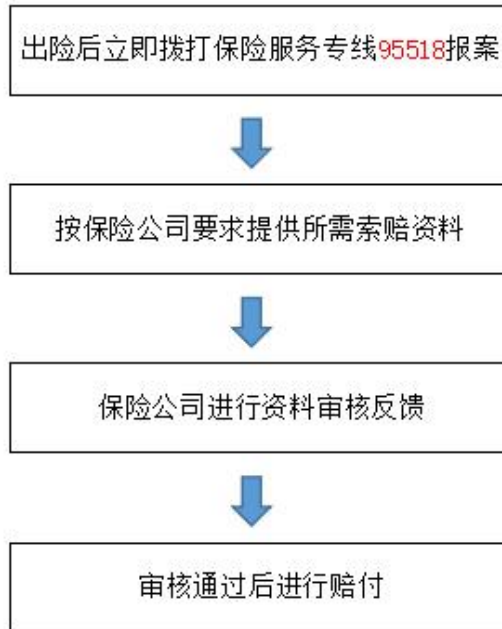 出险后立即拨打保险服务专线95518报案
按保险公司要求提供所需索赔资料
保险公司进行资料审核反馈
审核通过后进行赔付